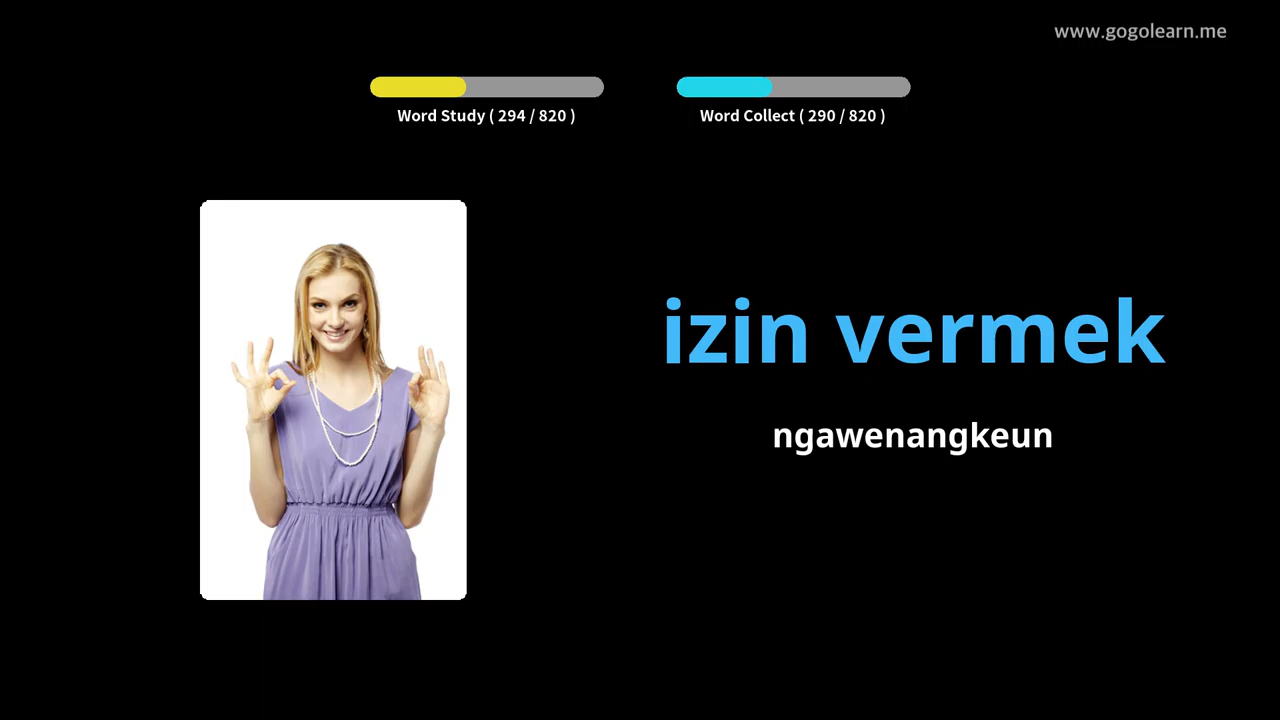 www.gogolearn.me
Word Study ( 294 / 820 )
Word Collect ( 290 / 820 )
izin vermek
ngawenangkeun